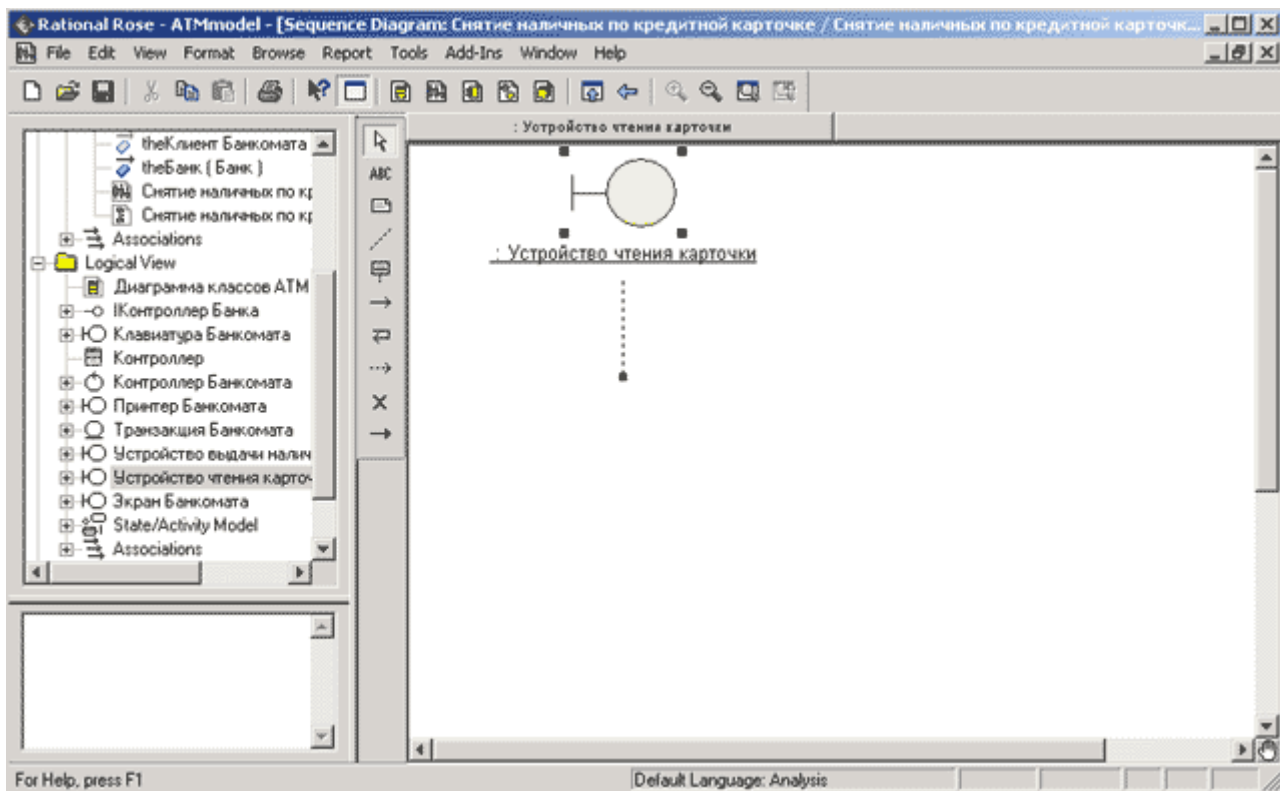 Rational Rose - ATMmodel - [Sequence Diagram: Снятие наличных по кредитной карточке / Снятие наличных по кредитной карточк...
File Edit View Format Browse Report Tools Add-Ins Window Help
: Устройство чтения карточки
theКлиент Банкомата
theБанк ( Банк )
Снятие наличных по кр
Снятие наличных по кр
Associations
Logical View
Диаграмма классов ATM
IКонтроллер Банка
Клавиатура Банкомата
Контроллер
Контроллер Банкомата
Принтер Банкомата
Транзакция Банкомата
Устройство выдачи налич
Устройство чтения карточ
Экран Банкомата
State/Activity Model
Associations
ABC
: Устройство чтения карточки
For Help, press F1
Default Language: Analysis